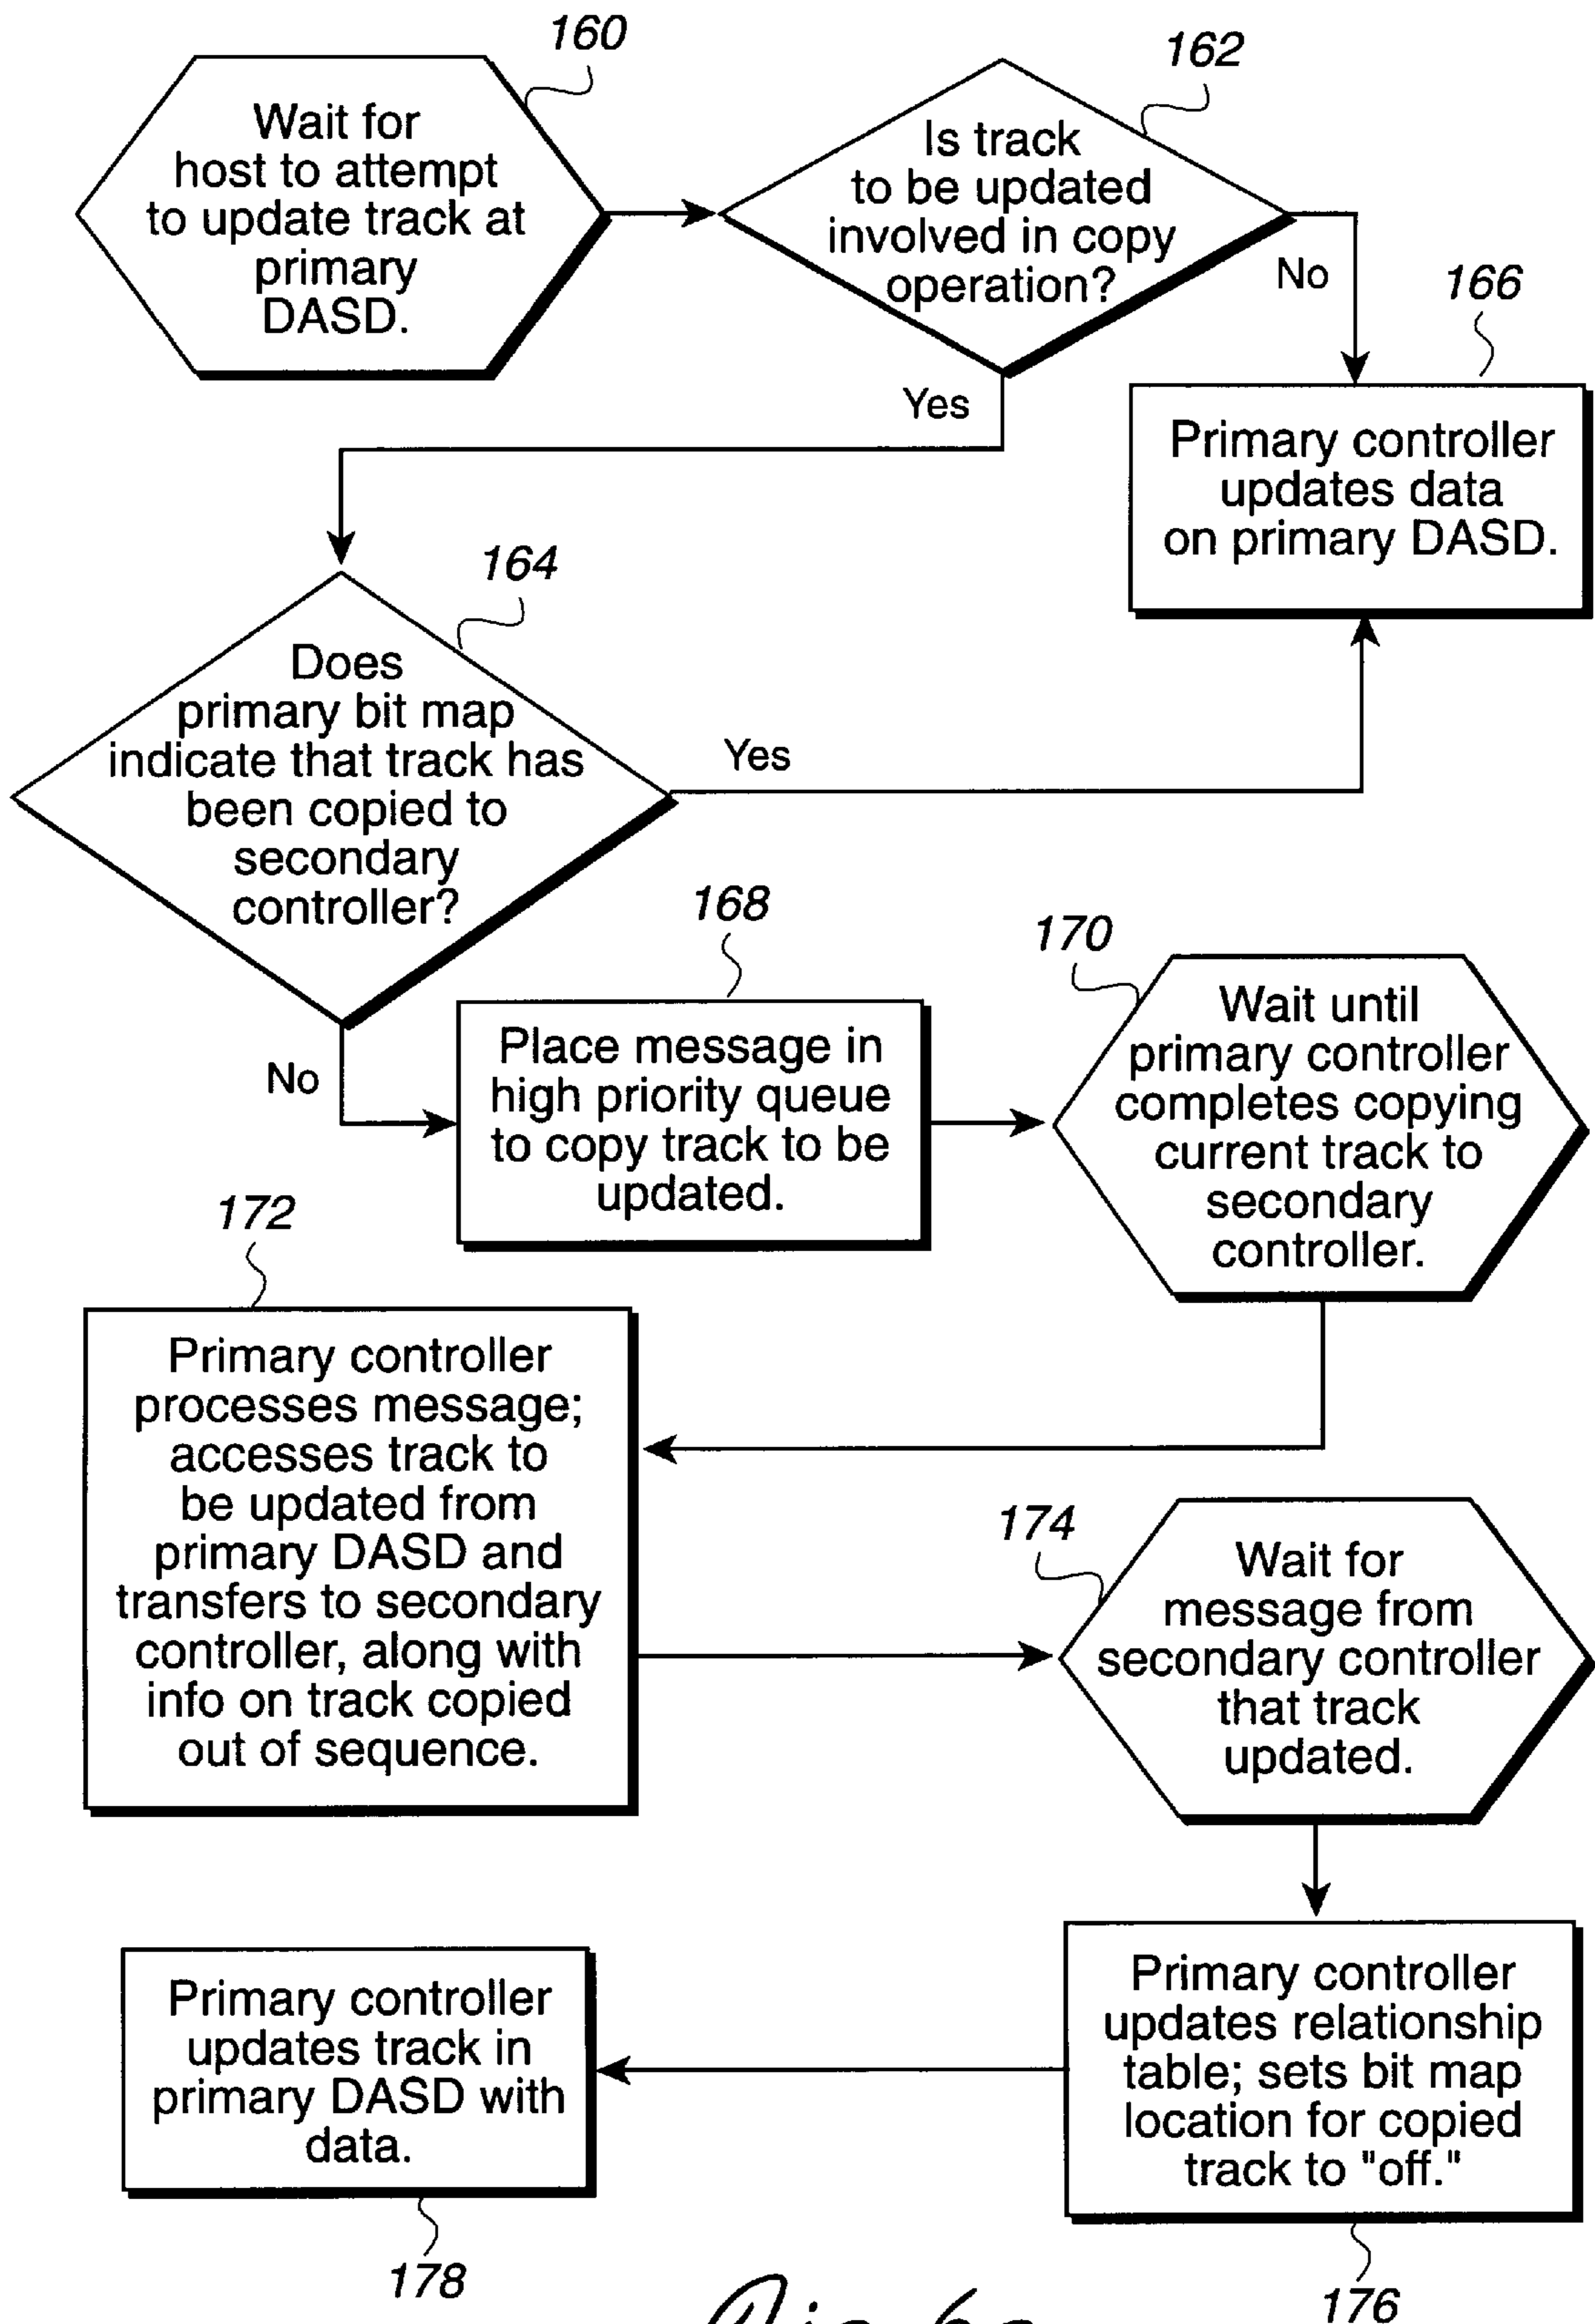 160
Wait for
host to attempt
to update track at
primary
DASD.
162
Is track
to be updated
involved in copy
operation?
No
Yes
166
Primary controller
updates data
on primary DASD.
164
Does
primary bit map
indicate that track has
been copied to
secondary
controller?
Yes
No
168
Place message in
high priority queue
to copy track to be
updated.
170
Wait until
primary controller
completes copying
current track to
secondary
controller.
172
Primary controller
processes message;
accesses track to
be updated from
primary DASD and
transfers to secondary
controller, along with
info on track copied
out of sequence.
174
Wait for
message from
secondary controller
that track
updated.
Primary controller
updates relationship
table; sets bit map
location for copied
track to "off."
176
Primary controller
updates track in
primary DASD with
data.
178